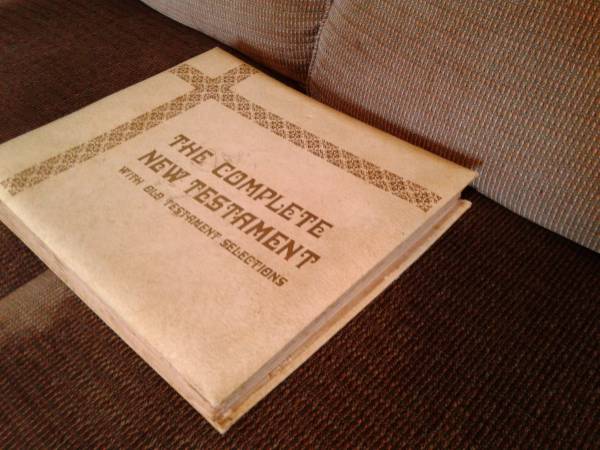 THE COMPLETE
NEW TESTAMENT
WITH OLD TESTAMENT SELECTIONS